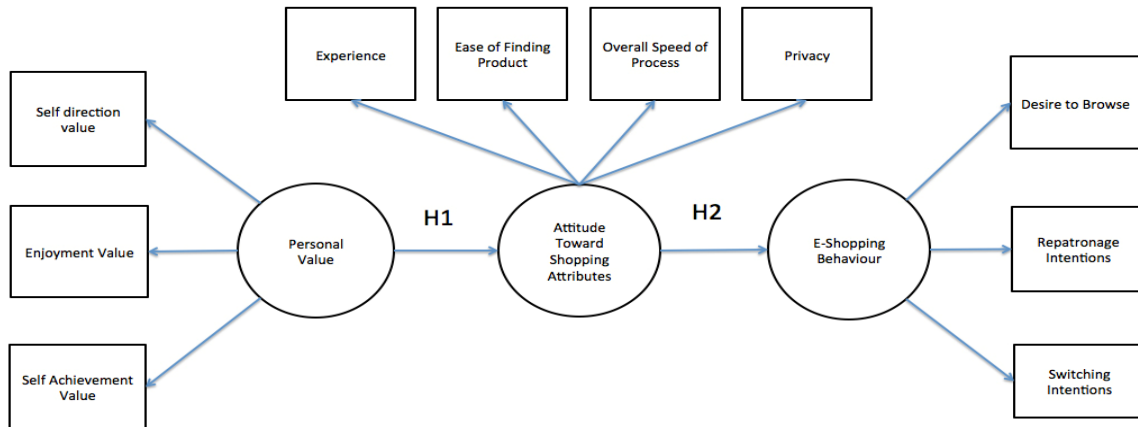 Experience
Ease of Finding
Product
Overall Speed of
Process
Privacy
Self direction
value
Desire to Browse
Enjoyment Value
Personal
Value
H1
Attitude
Toward
Shopping
Attributes
H2
E-Shopping
Behaviour
Repatronage
Intentions
Self Achievement
Value
Switching
Intentions